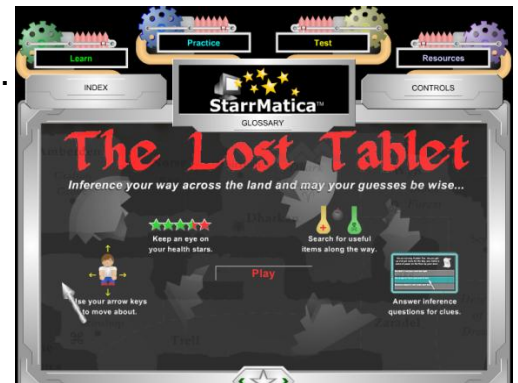 Learn
Practice
Test
Resources
INDEX
StarrMatica™
CONTROLS
GLOSSARY
The Lost Tablet
Inference your way across the land and may your guesses be wise...
Keep an eye on
your health stars.
Search for useful
items along the way.
Play
Use your arrow keys
to move about.
Answer inference
questions for clues.